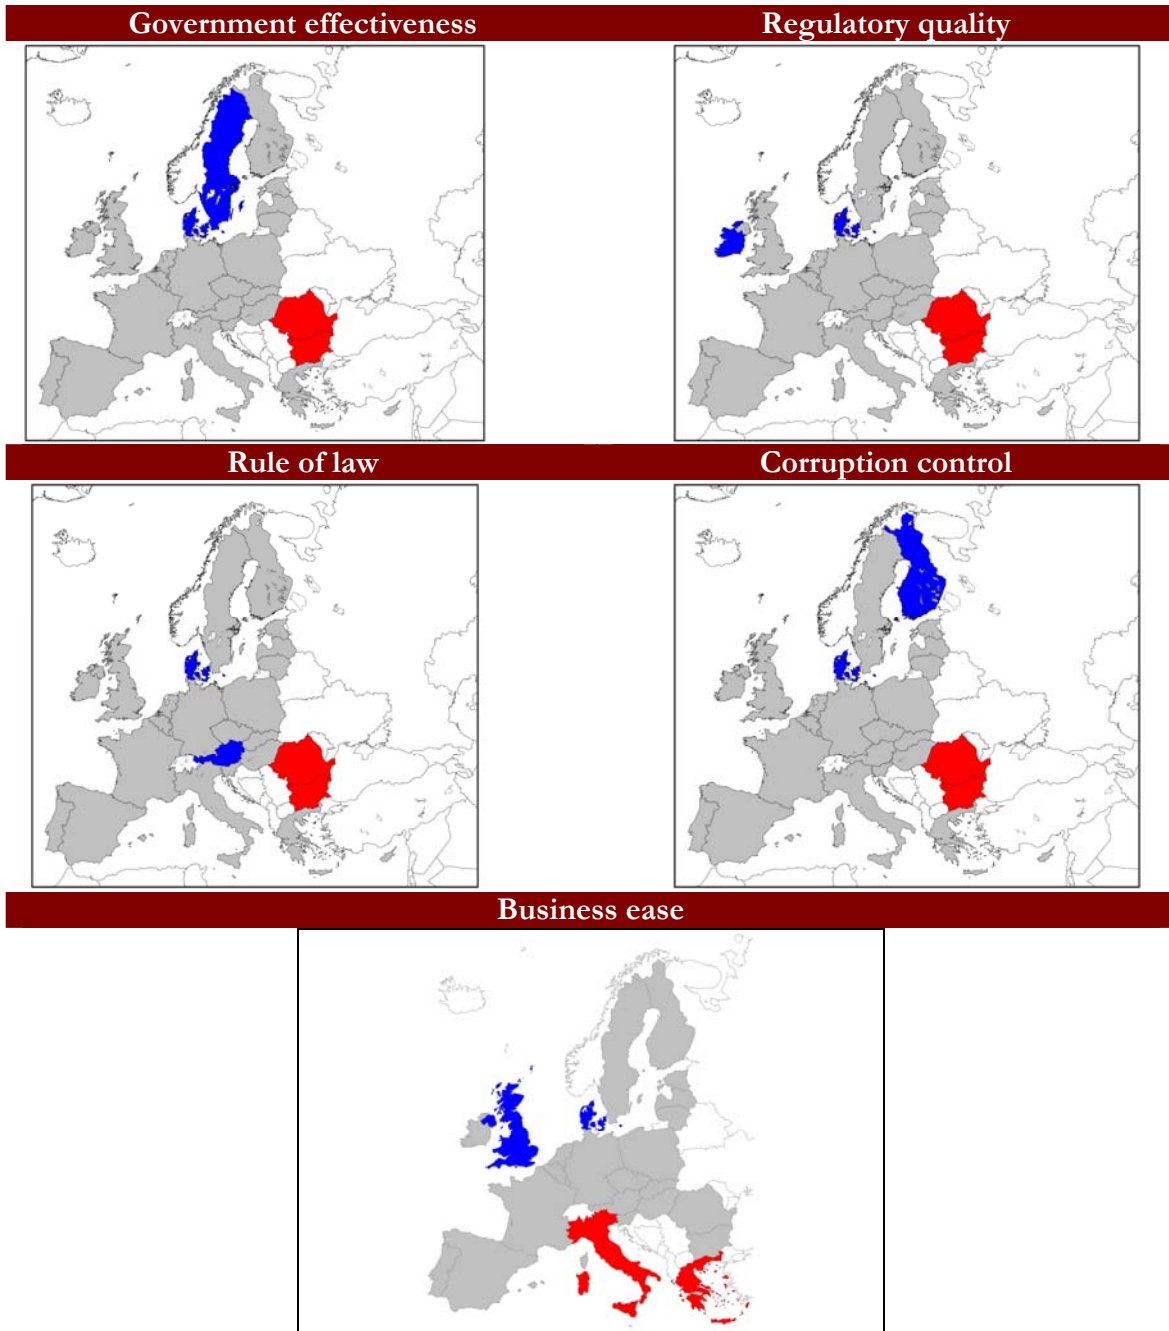 Government effectiveness
Regulatory quality
Rule of law
Corruption control
Business ease